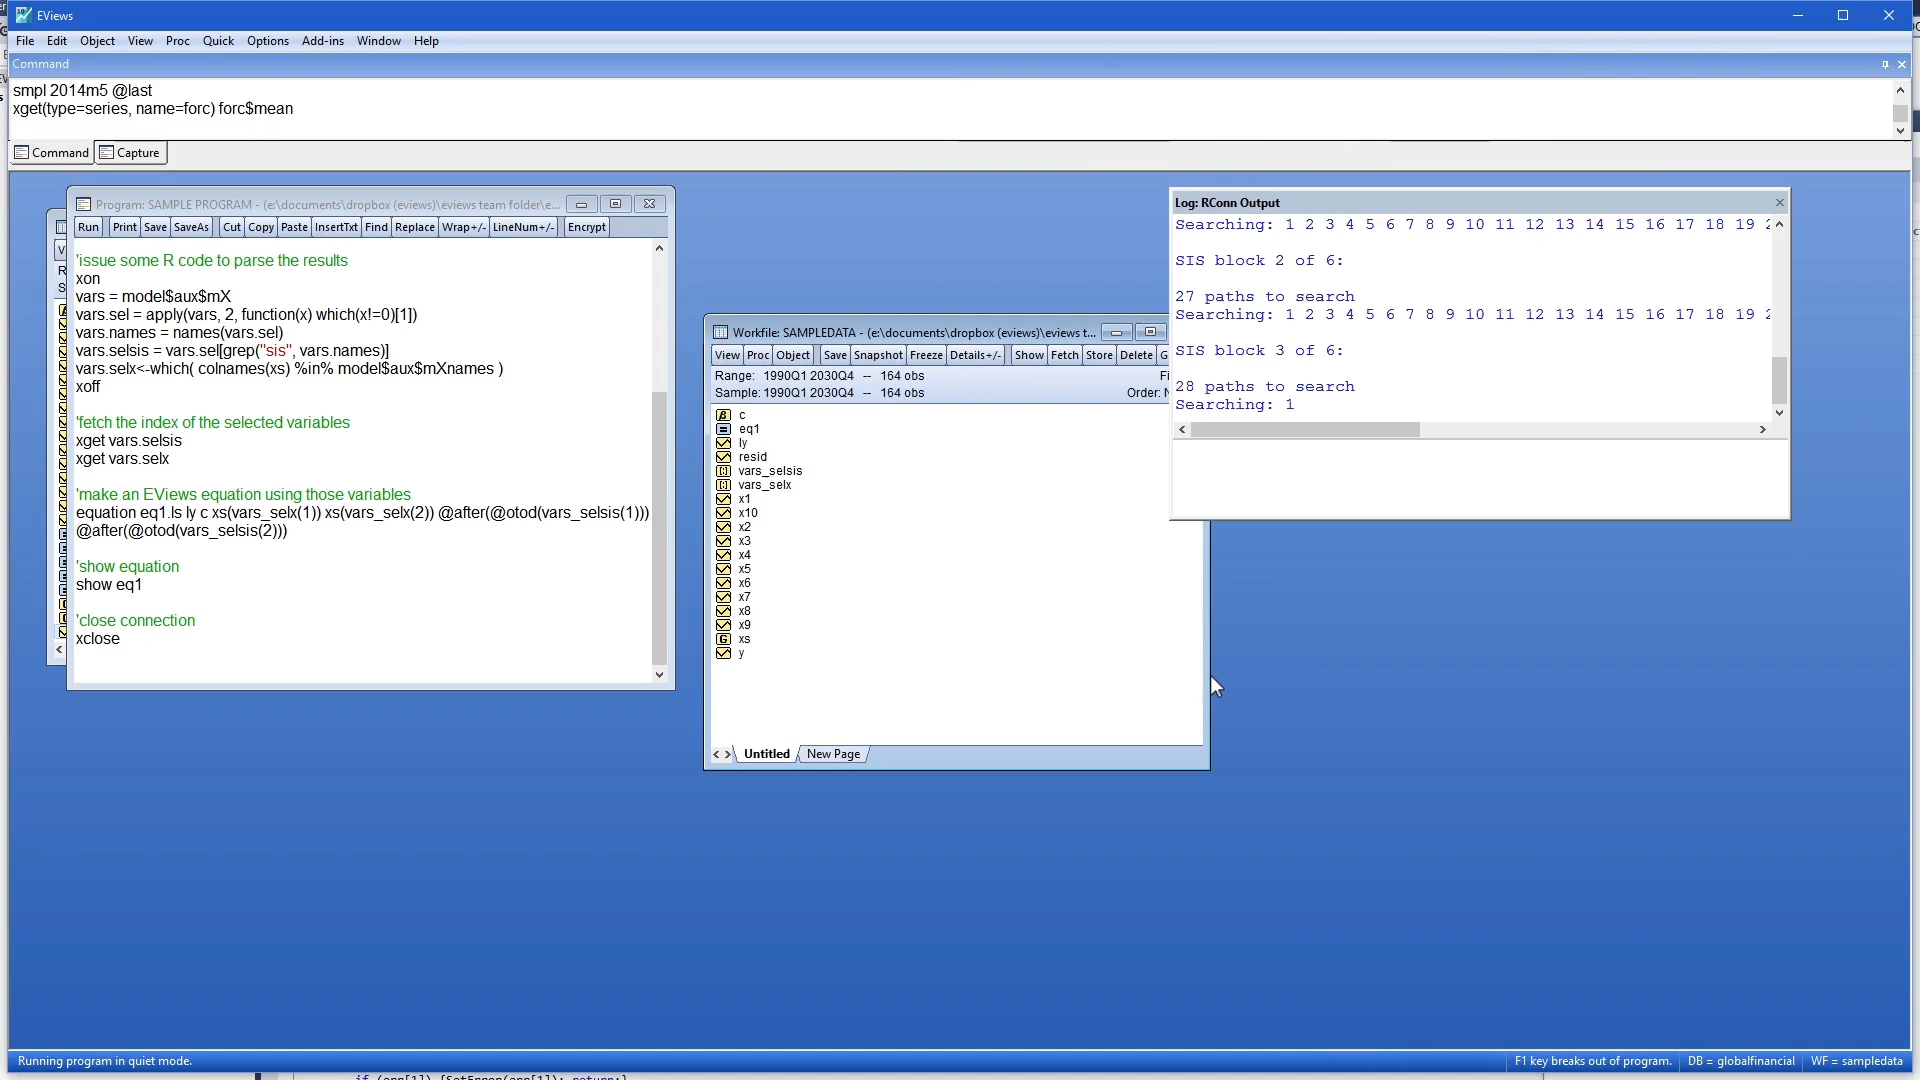 EViews
File Edit Object View Proc Quick Options Add-ins Window Help
Command
smpl 2014m5 @last
xget(type=series, name=forc) forc$mean
Command Capture
Program: SAMPLE PROGRAM - (e:\documents\dropbox (eviews)\eviews team folder\e...
Run Print Save SaveAs Cut Copy Paste InsertTxt Find Replace Wrap+/- LineNum+/- Encrypt
'issue some R code to parse the results
xon
vars = model$aux$mX
vars.sel = apply(vars, 2, function(x) which(x!=0)[1])
vars.names = names(vars.sel)
vars.selsis = vars.sel[grep("sis", vars.names)]
vars.selx<-which( colnames(xs) %in% model$aux$mXnames )
xoff
'fetch the index of the selected variables
xget vars.selsis
xget vars.selx
'make an EViews equation using those variables
equation eq1.ls ly c xs(vars_selx(1)) xs(vars_selx(2)) @after(@otod(vars_selsis(1)))
@after(@otod(vars_selsis(2)))
'show equation
show eq1
'close connection
xclose
Workfile: SAMPLEDATA - (e:\documents\dropbox (eviews)\eviews t...
View Proc Object Save Snapshot Freeze Details+/- Show Fetch Store Delete G
Range: 1990Q1 2030Q4 -- 164 obs Fi
Sample: 1990Q1 2030Q4 -- 164 obs Order: N
c
eq1
ly
resid
vars_selsis
vars_selx
x1
x10
x2
x3
x4
x5
x6
x7
x8
x9
xs
y
Untitled New Page
Log: RConn Output
Searching: 1 2 3 4 5 6 7 8 9 10 11 12 13 14 15 16 17 18 19 2
SIS block 2 of 6:
27 paths to search
Searching: 1 2 3 4 5 6 7 8 9 10 11 12 13 14 15 16 17 18 19 2
SIS block 3 of 6:
28 paths to search
Searching: 1
Running program in quiet mode.
F1 key breaks out of program. DB = globalfinancial WF = sampledata